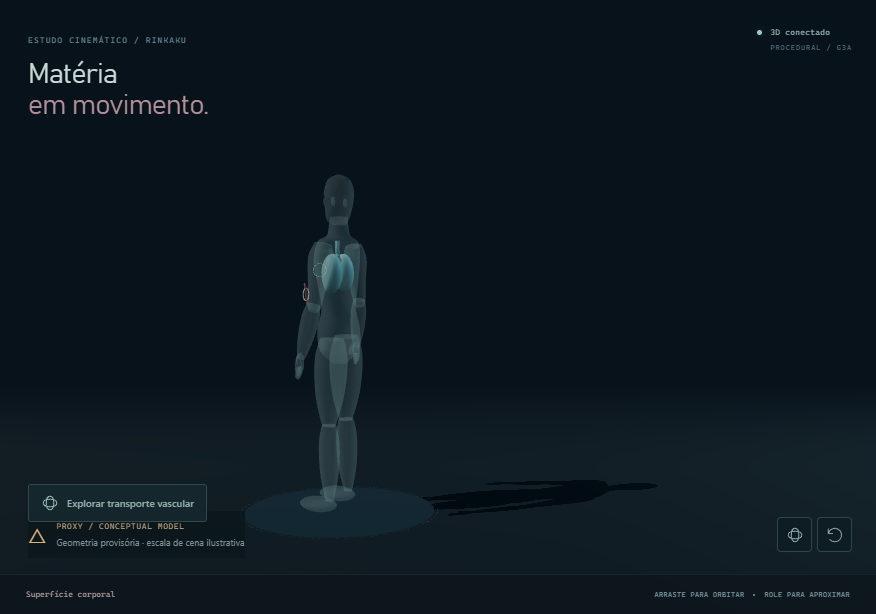 ESTUDO CINEMÁTICO / RINKAKU
3D conectado
PROCEDURAL / G3A
Matéria
em movimento.
Explorar transporte vascular
PROXY / CONCEPTUAL MODEL
Geometria provisória · escala de cena ilustrativa
Superfície corporal
ARRASTE PARA ORBITAR • ROLE PARA APROXIMAR